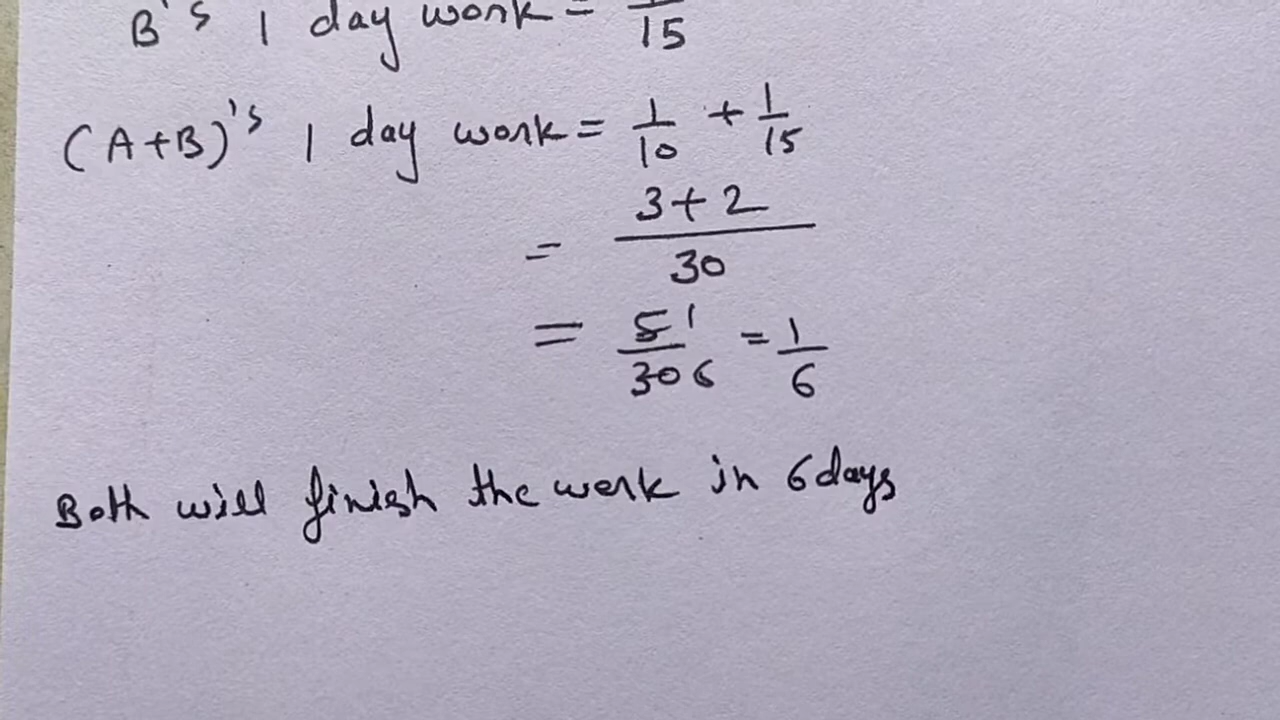 B's 1 day work = 1/15
(A+B)'s 1 day work = 1/10 + 1/15
= 3+2/30
= 5 1/30 6 = 1/6
Both will finish the work in 6 days